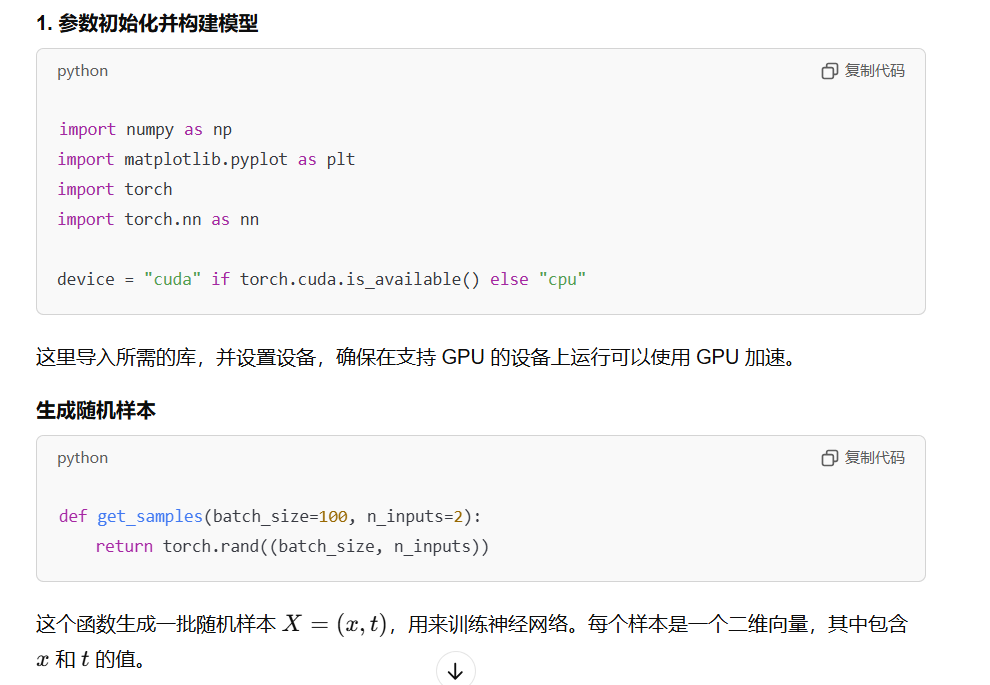 1. 参数初始化并构建模型
python
复制代码
import numpy as np
import matplotlib.pyplot as plt
import torch
import torch.nn as nn
device = "cuda" if torch.cuda.is_available() else "cpu"
这里导入所需的库，并设置设备，确保在支持 GPU 的设备上运行可以使用 GPU 加速。
生成随机样本
python
复制代码
def get_samples(batch_size=100, n_inputs=2):
    return torch.rand((batch_size, n_inputs))
这个函数生成一批随机样本 X = (x, t)，用来训练神经网络。每个样本是一个二维向量，其中包含
x 和 t 的值。